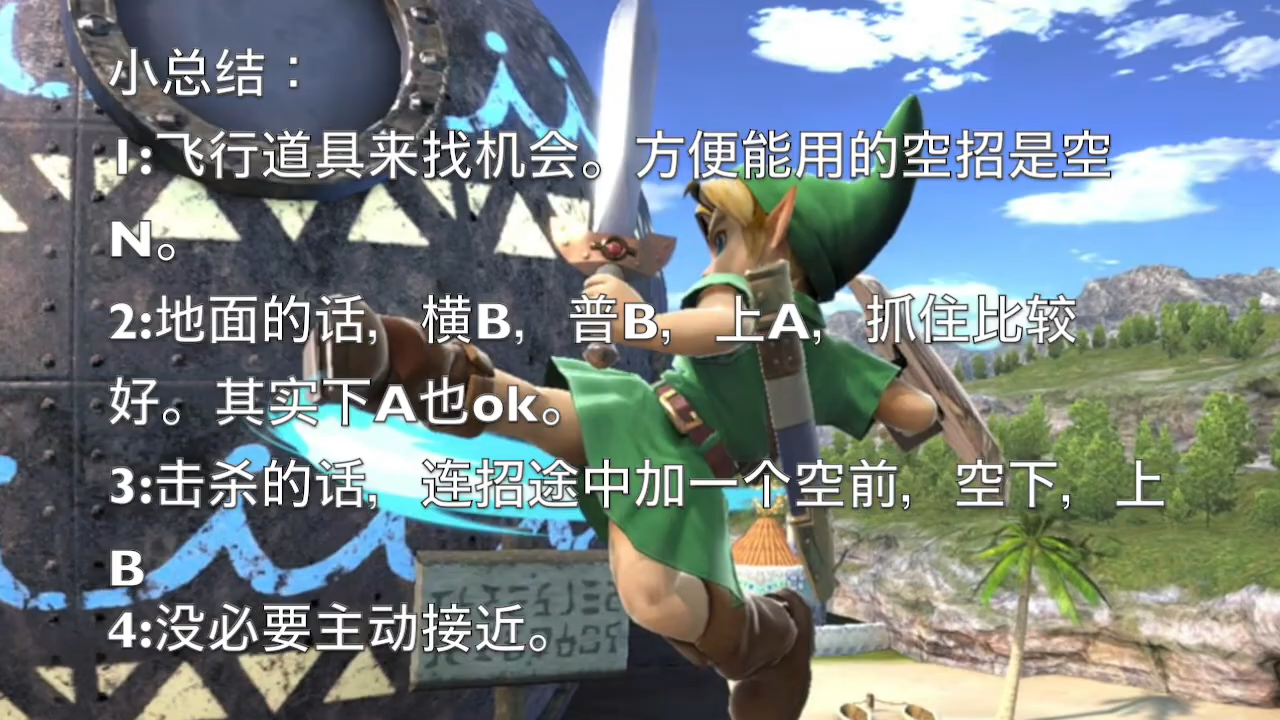 小总结：
1:飞行道具来找机会。方便能用的空招是空
N。
2:地面的话，横B，普B，上A，抓住比较
好。其实下A也ok。
3:击杀的话，连招途中加一个空前，空下，上
B
4:没必要主动接近。